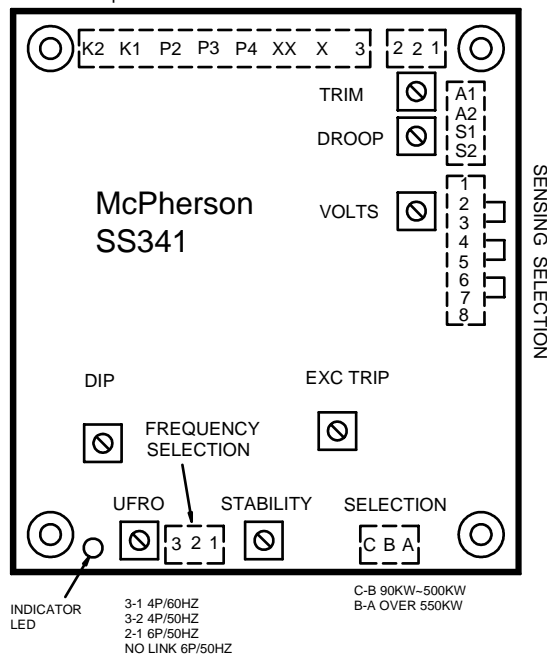 K2 K1 P2 P3 P4 XX X 3 2 2 1
TRIM
A1
A2
S1
S2
DROOP
McPherson
SS341
VOLTS
1
2
3
4
5
6
7
8
SENSING SELECTION
DIP
EXC TRIP
FREQUENCY
SELECTION
UFRO
STABILITY
SELECTION
3 2 1
C B A
INDICATOR
LED
3-1 4P/60HZ
3-2 4P/50HZ
2-1 6P/50HZ
NO LINK 6P/50HZ
C-B 90KW~500KW
B-A OVER 550KW